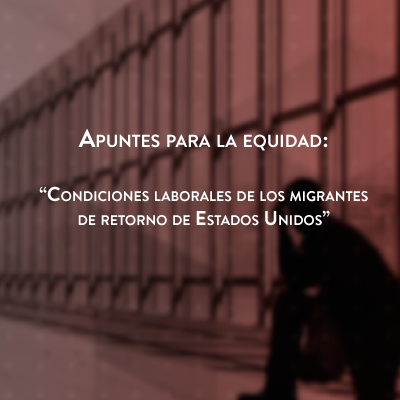 Apuntes para la equidad:
“Condiciones laborales de los migrantes
de retorno de Estados Unidos”